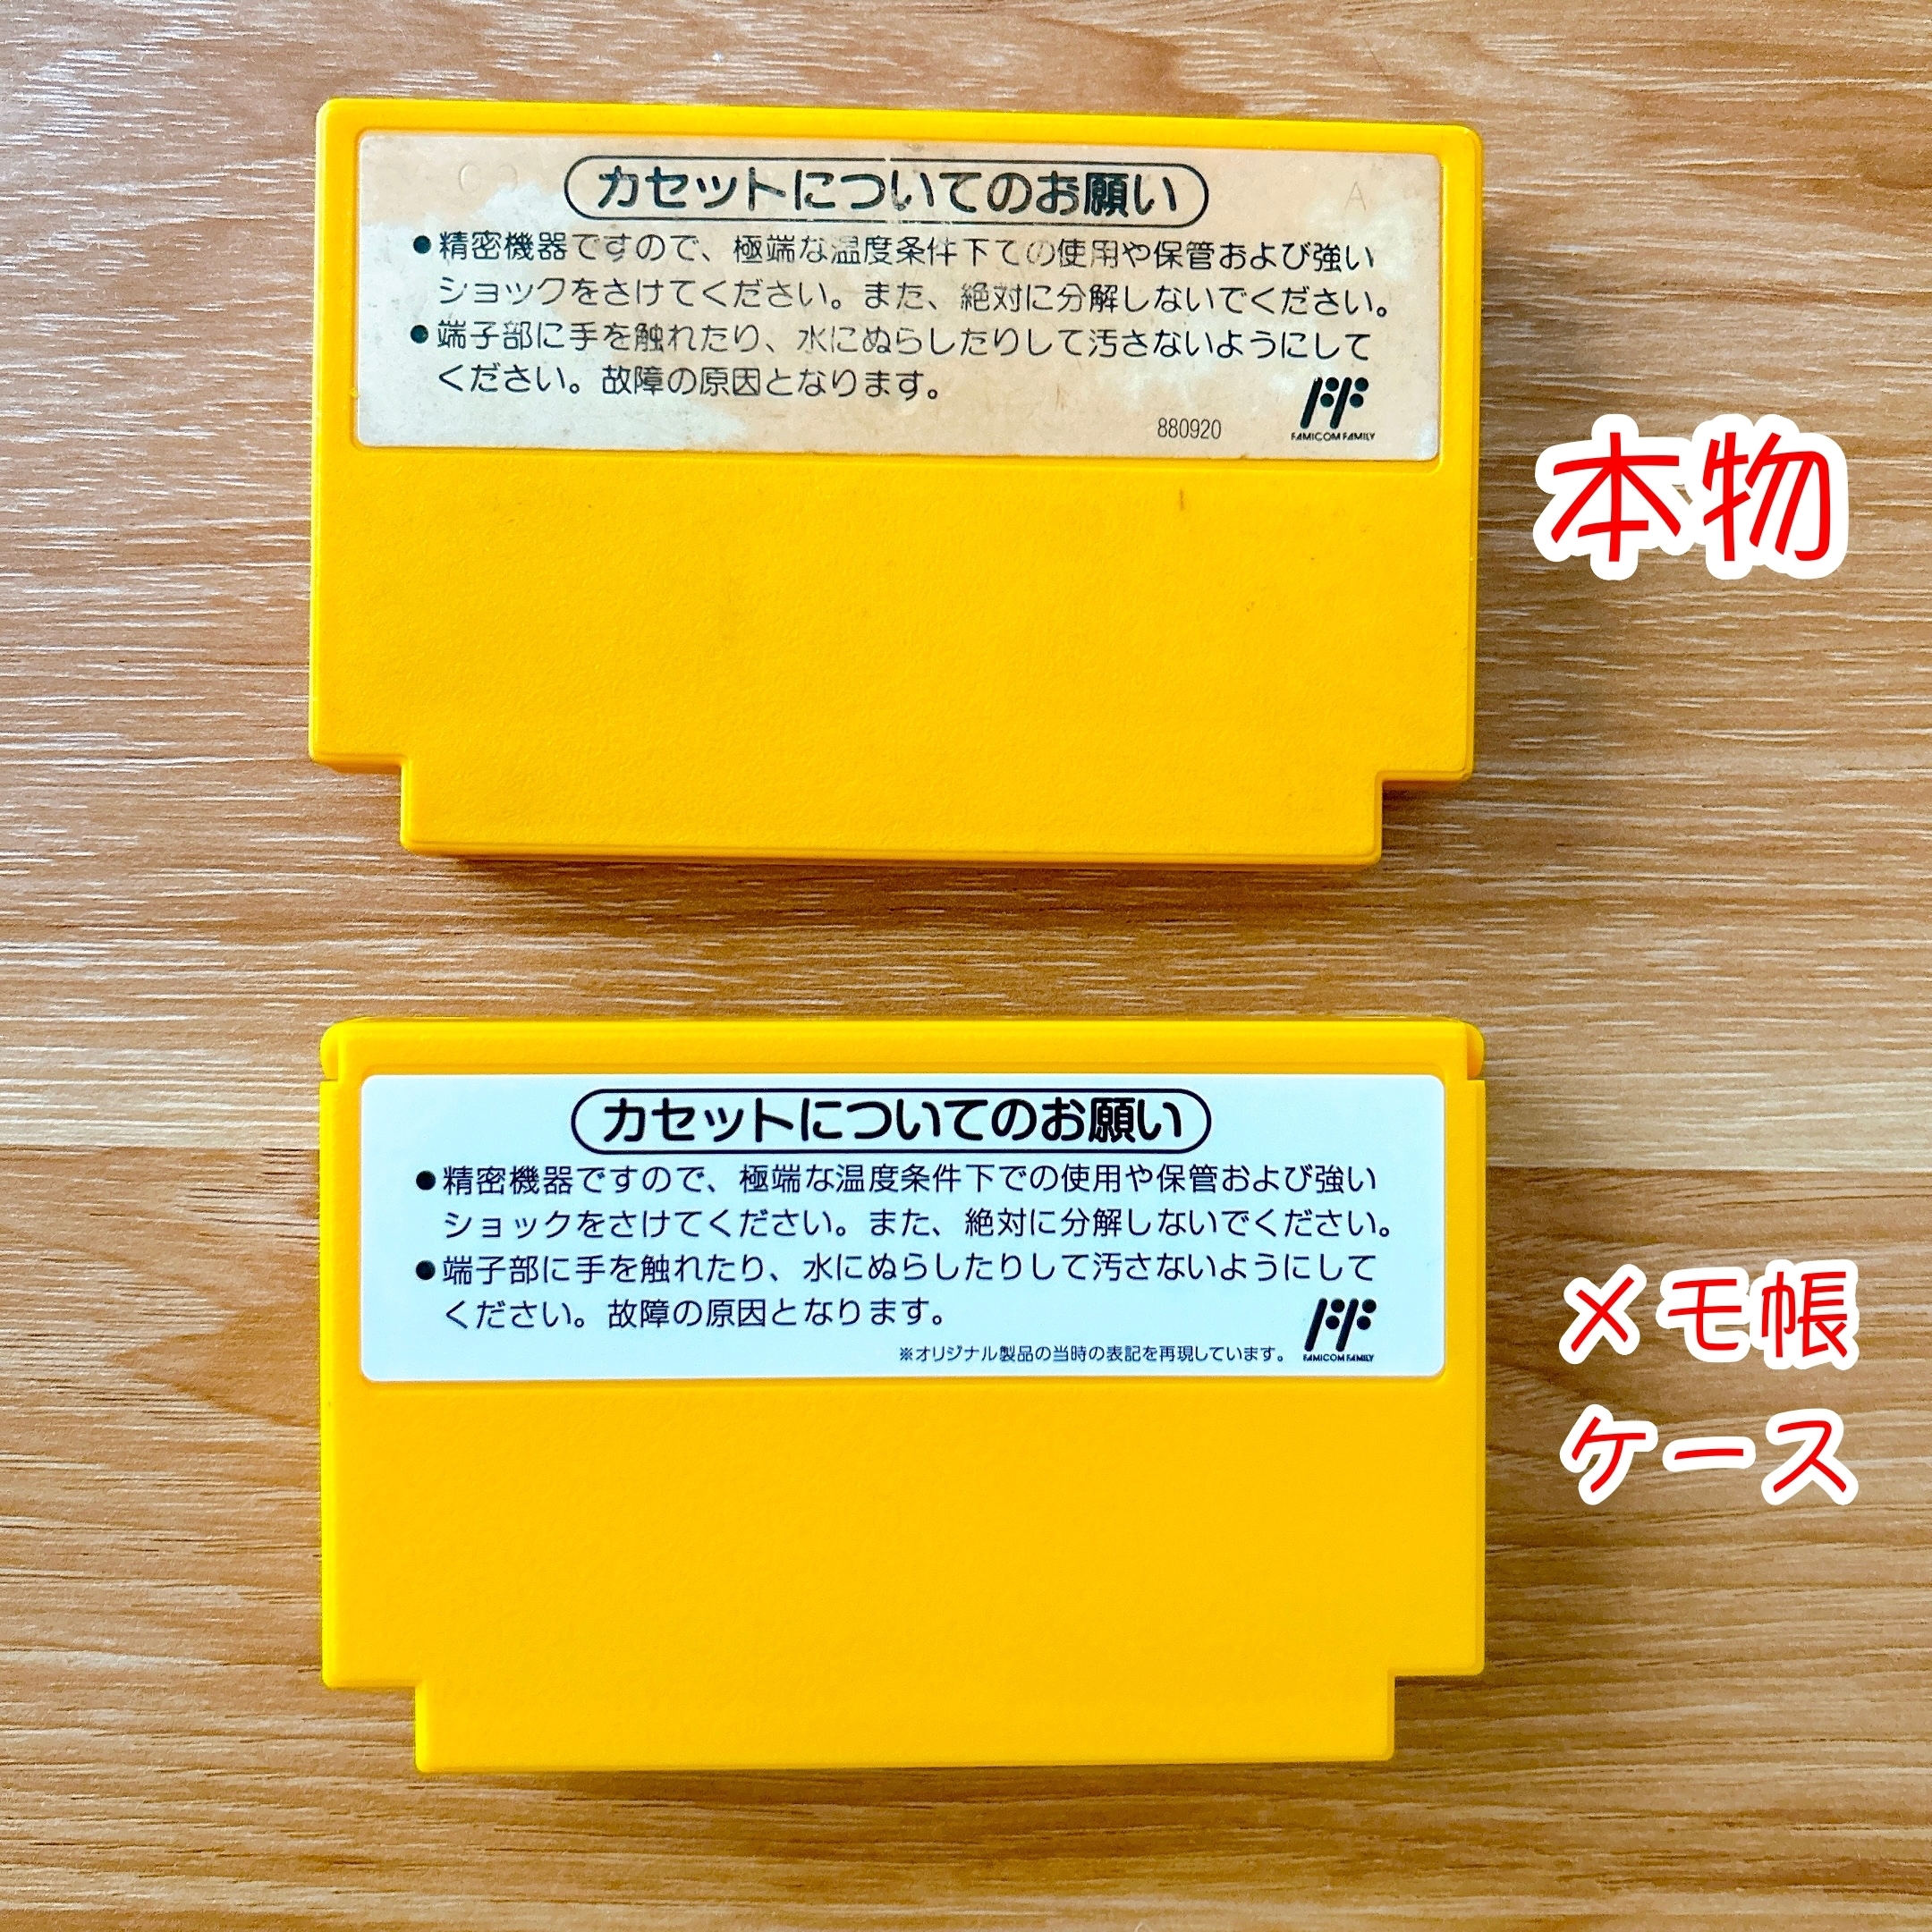 カセットについてのお願い
●精密機器ですので、極端な温度条件下での使用や保管および強い
ショックをさけてください。また、絶対に分解しないでください。
●端子部に手を触れたり、水にぬらしたりして汚さないようにして
ください。故障の原因となります。
880920
FAMICOM FAMILY
本物
カセットについてのお願い
●精密機器ですので、極端な温度条件下での使用や保管および強い
ショックをさけてください。また、絶対に分解しないでください。
●端子部に手を触れたり、水にぬらしたりして汚さないようにして
ください。故障の原因となります。
※オリジナル製品の当時の表記を再現しています。
FAMICOM FAMILY
メモ帳
ケース